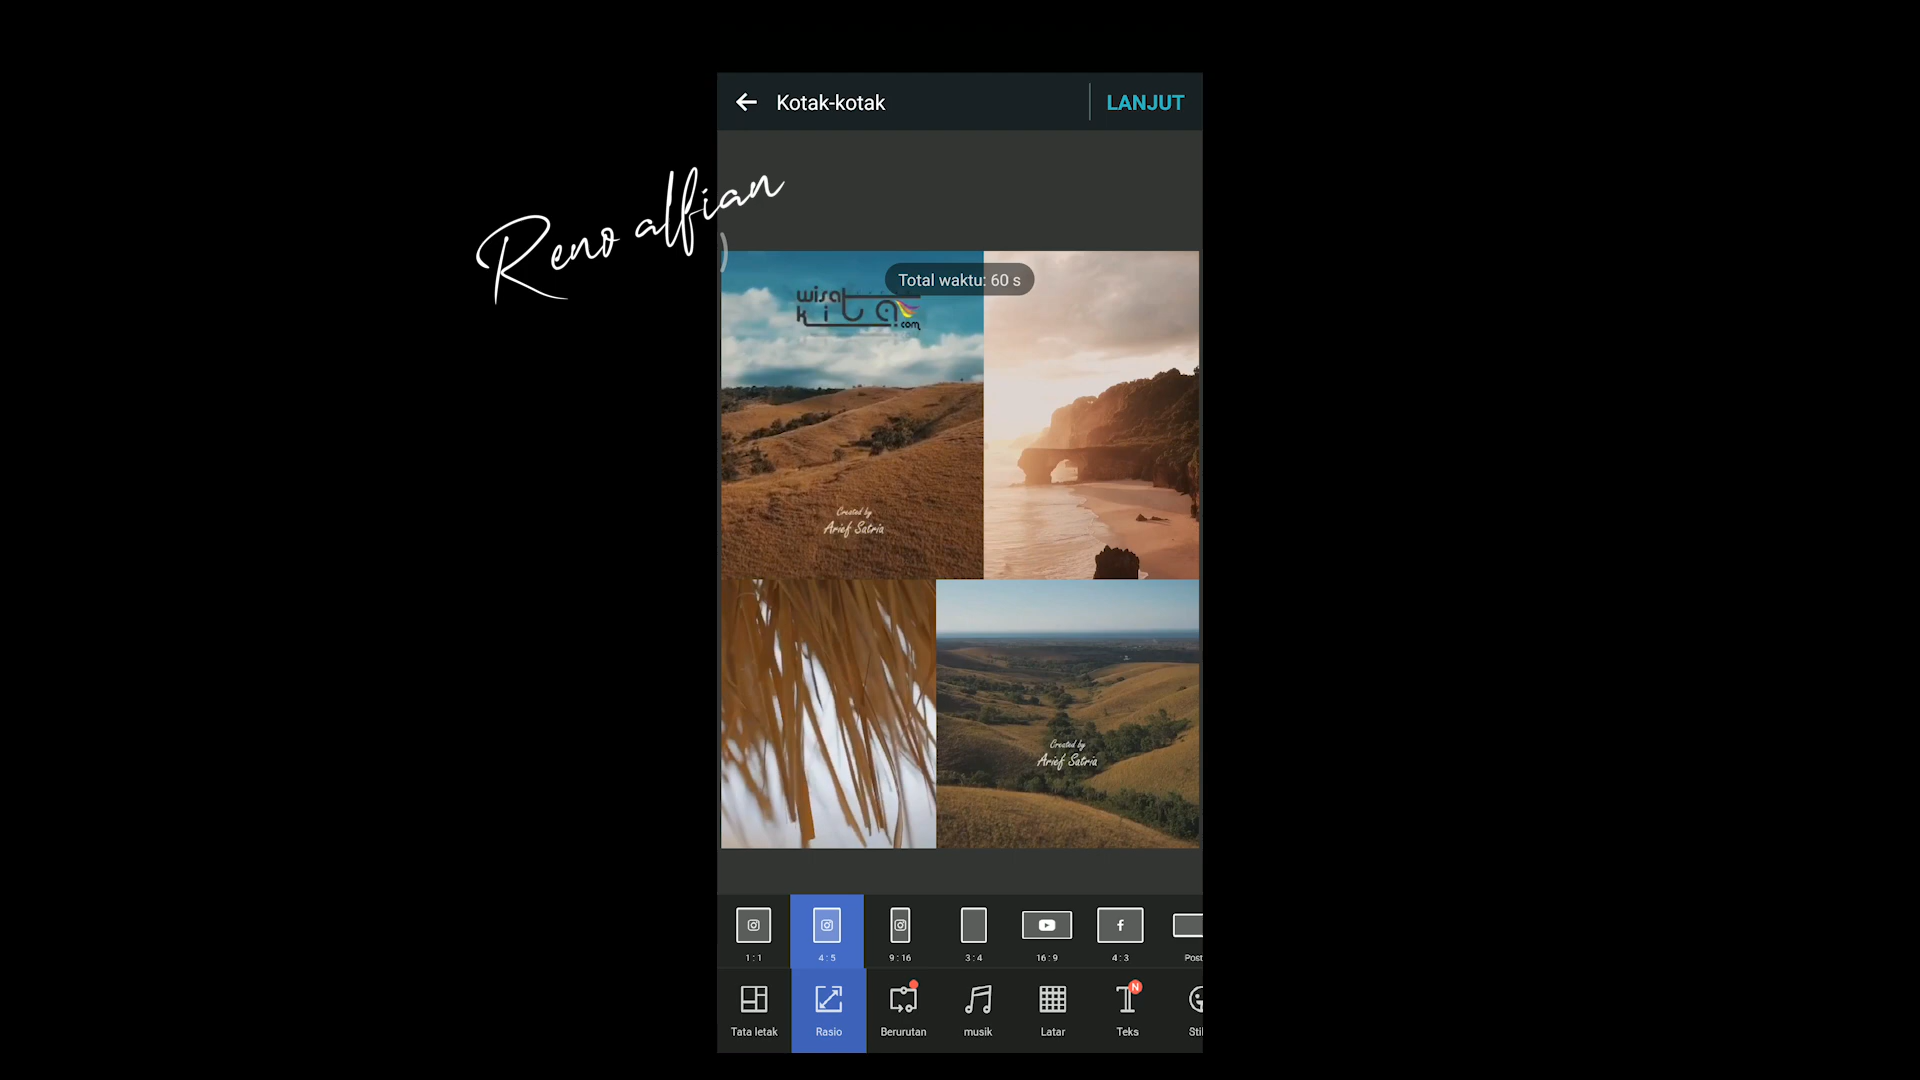 Kotak-kotak
LANJUT
Reno alfian
Total waktu: 60 s
wisat
kita
.com
Created by
Arief Satria
Created by
Arief Satria
1 : 1
4 : 5
9 : 16
3 : 4
16 : 9
4 : 3
Post
Tata letak
Rasio
Berurutan
musik
Latar
N
Teks
Sti